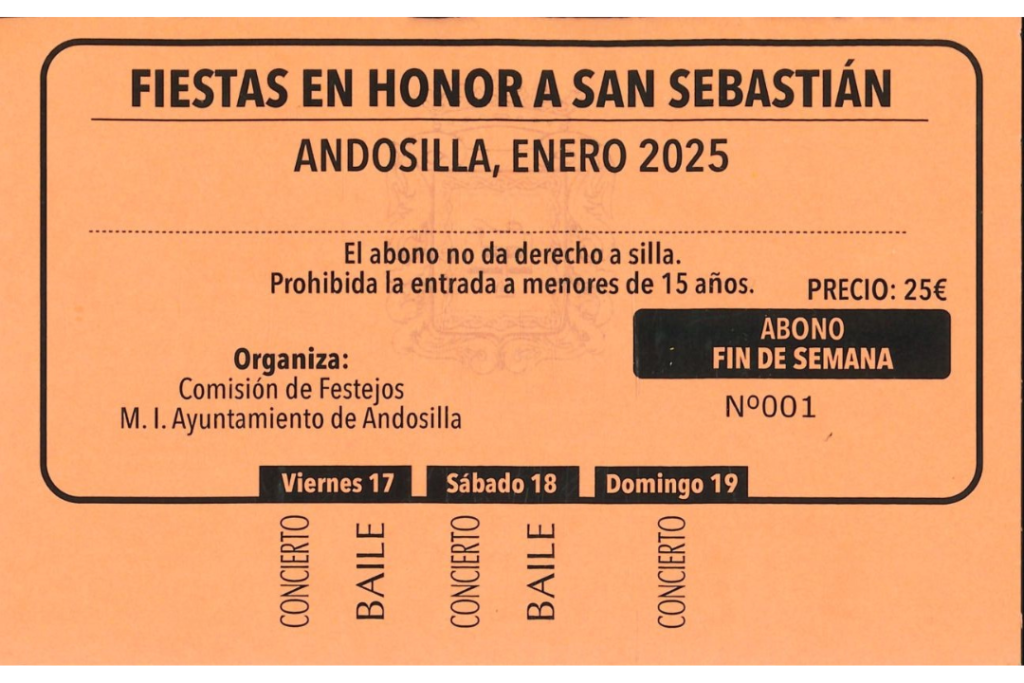 FIESTAS EN HONOR A SAN SEBASTIÁN
ANDOSILLA, ENERO 2025
El abono no da derecho a silla.
Prohibida la entrada a menores de 15 años.
PRECIO: 25€
ABONO
FIN DE SEMANA
Nº001
Organiza:
Comisión de Festejos
M. I. Ayuntamiento de Andosilla
Viernes 17
Sábado 18
Domingo 19
CONCIERTO
BAILE
CONCIERTO
BAILE
CONCIERTO